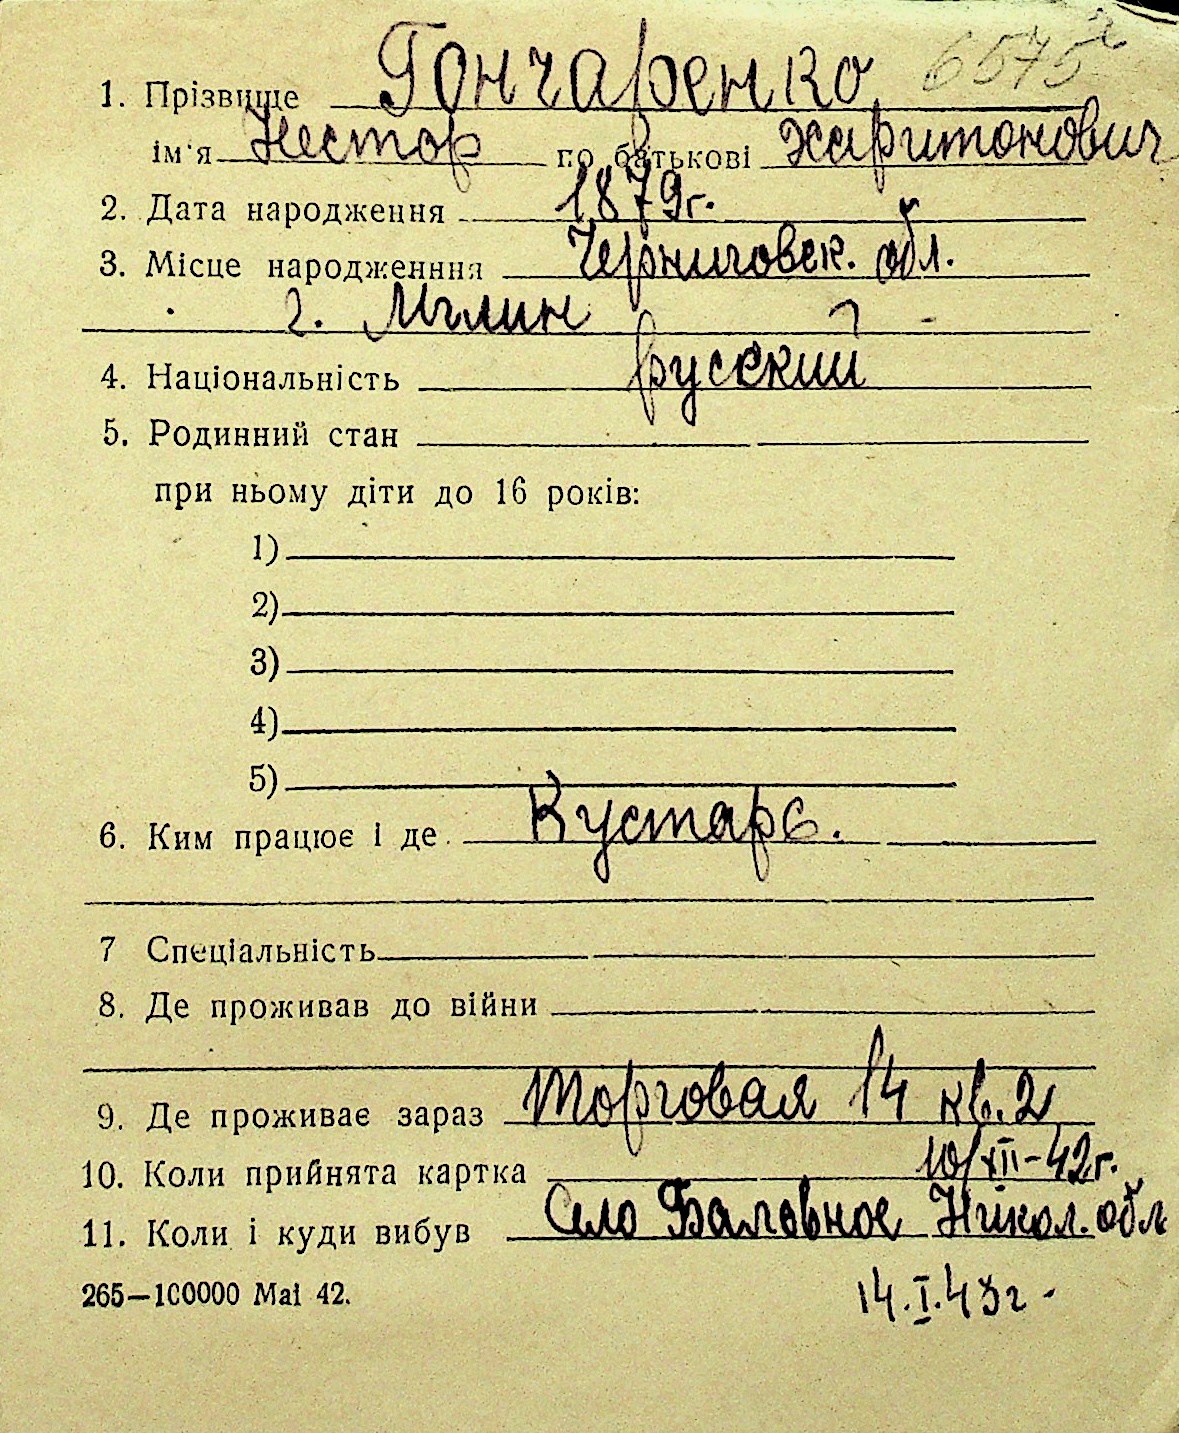 6575
1. Прізвище Гончаренко
ім'я Нестор по батькові Харитонович
2. Дата народження 1879г.
3. Місце народженння Черниговск. обл.
г. Мглин
4. Національність русский
5. Родинний стан
при ньому діти до 16 років:
1)
2)
3)
4)
5)
6. Ким працює і де Кустарь.
7 Спеціальність
8. Де проживав до війни
9. Де проживає зараз Торговая 14 кв. 2
10. Коли прийнята картка 10/XII-42г.
11. Коли і куди вибув Село Баловное Никол. обл
265—100000 Маі 42.
14.I.43г.